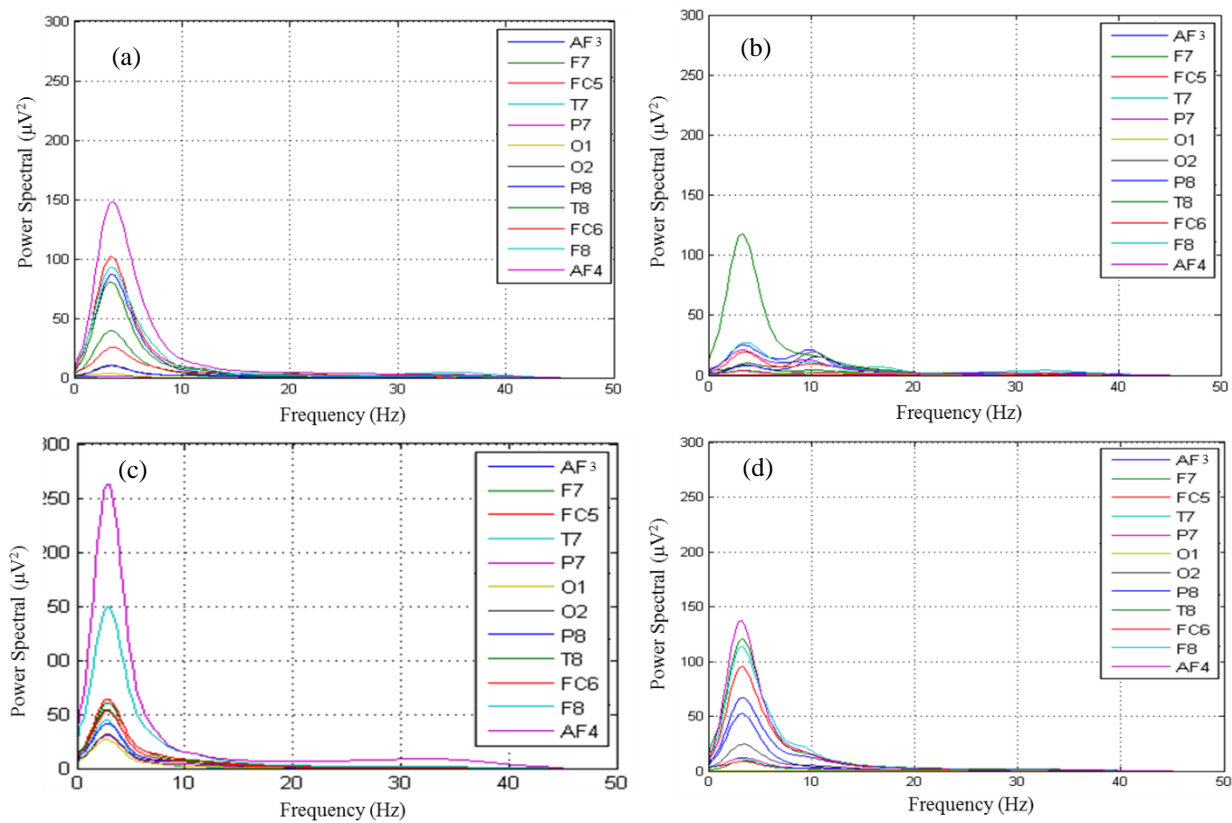 (a)
300
250
200
150
100
50
0
Power Spectral (µV²)
0 10 20 30 40 50
Frequency (Hz)
AF3
F7
FC5
T7
P7
O1
O2
P8
T8
FC6
F8
AF4
(b)
300
250
200
150
100
50
0
Power Spectral (µV²)
0 10 20 30 40 50
Frequency (Hz)
AF3
F7
FC5
T7
P7
O1
O2
P8
T8
FC6
F8
AF4
(c)
300
250
200
50
00
50
0
Power Spectral (µV²)
0 10 20 30 40 50
Frequency (Hz)
AF3
F7
FC5
T7
P7
O1
O2
P8
T8
FC6
F8
AF4
(d)
300
250
200
150
100
50
0
Power Spectral (µV²)
0 10 20 30 40 50
Frequency (Hz)
AF3
F7
FC5
T7
P7
O1
O2
P8
T8
FC6
F8
AF4